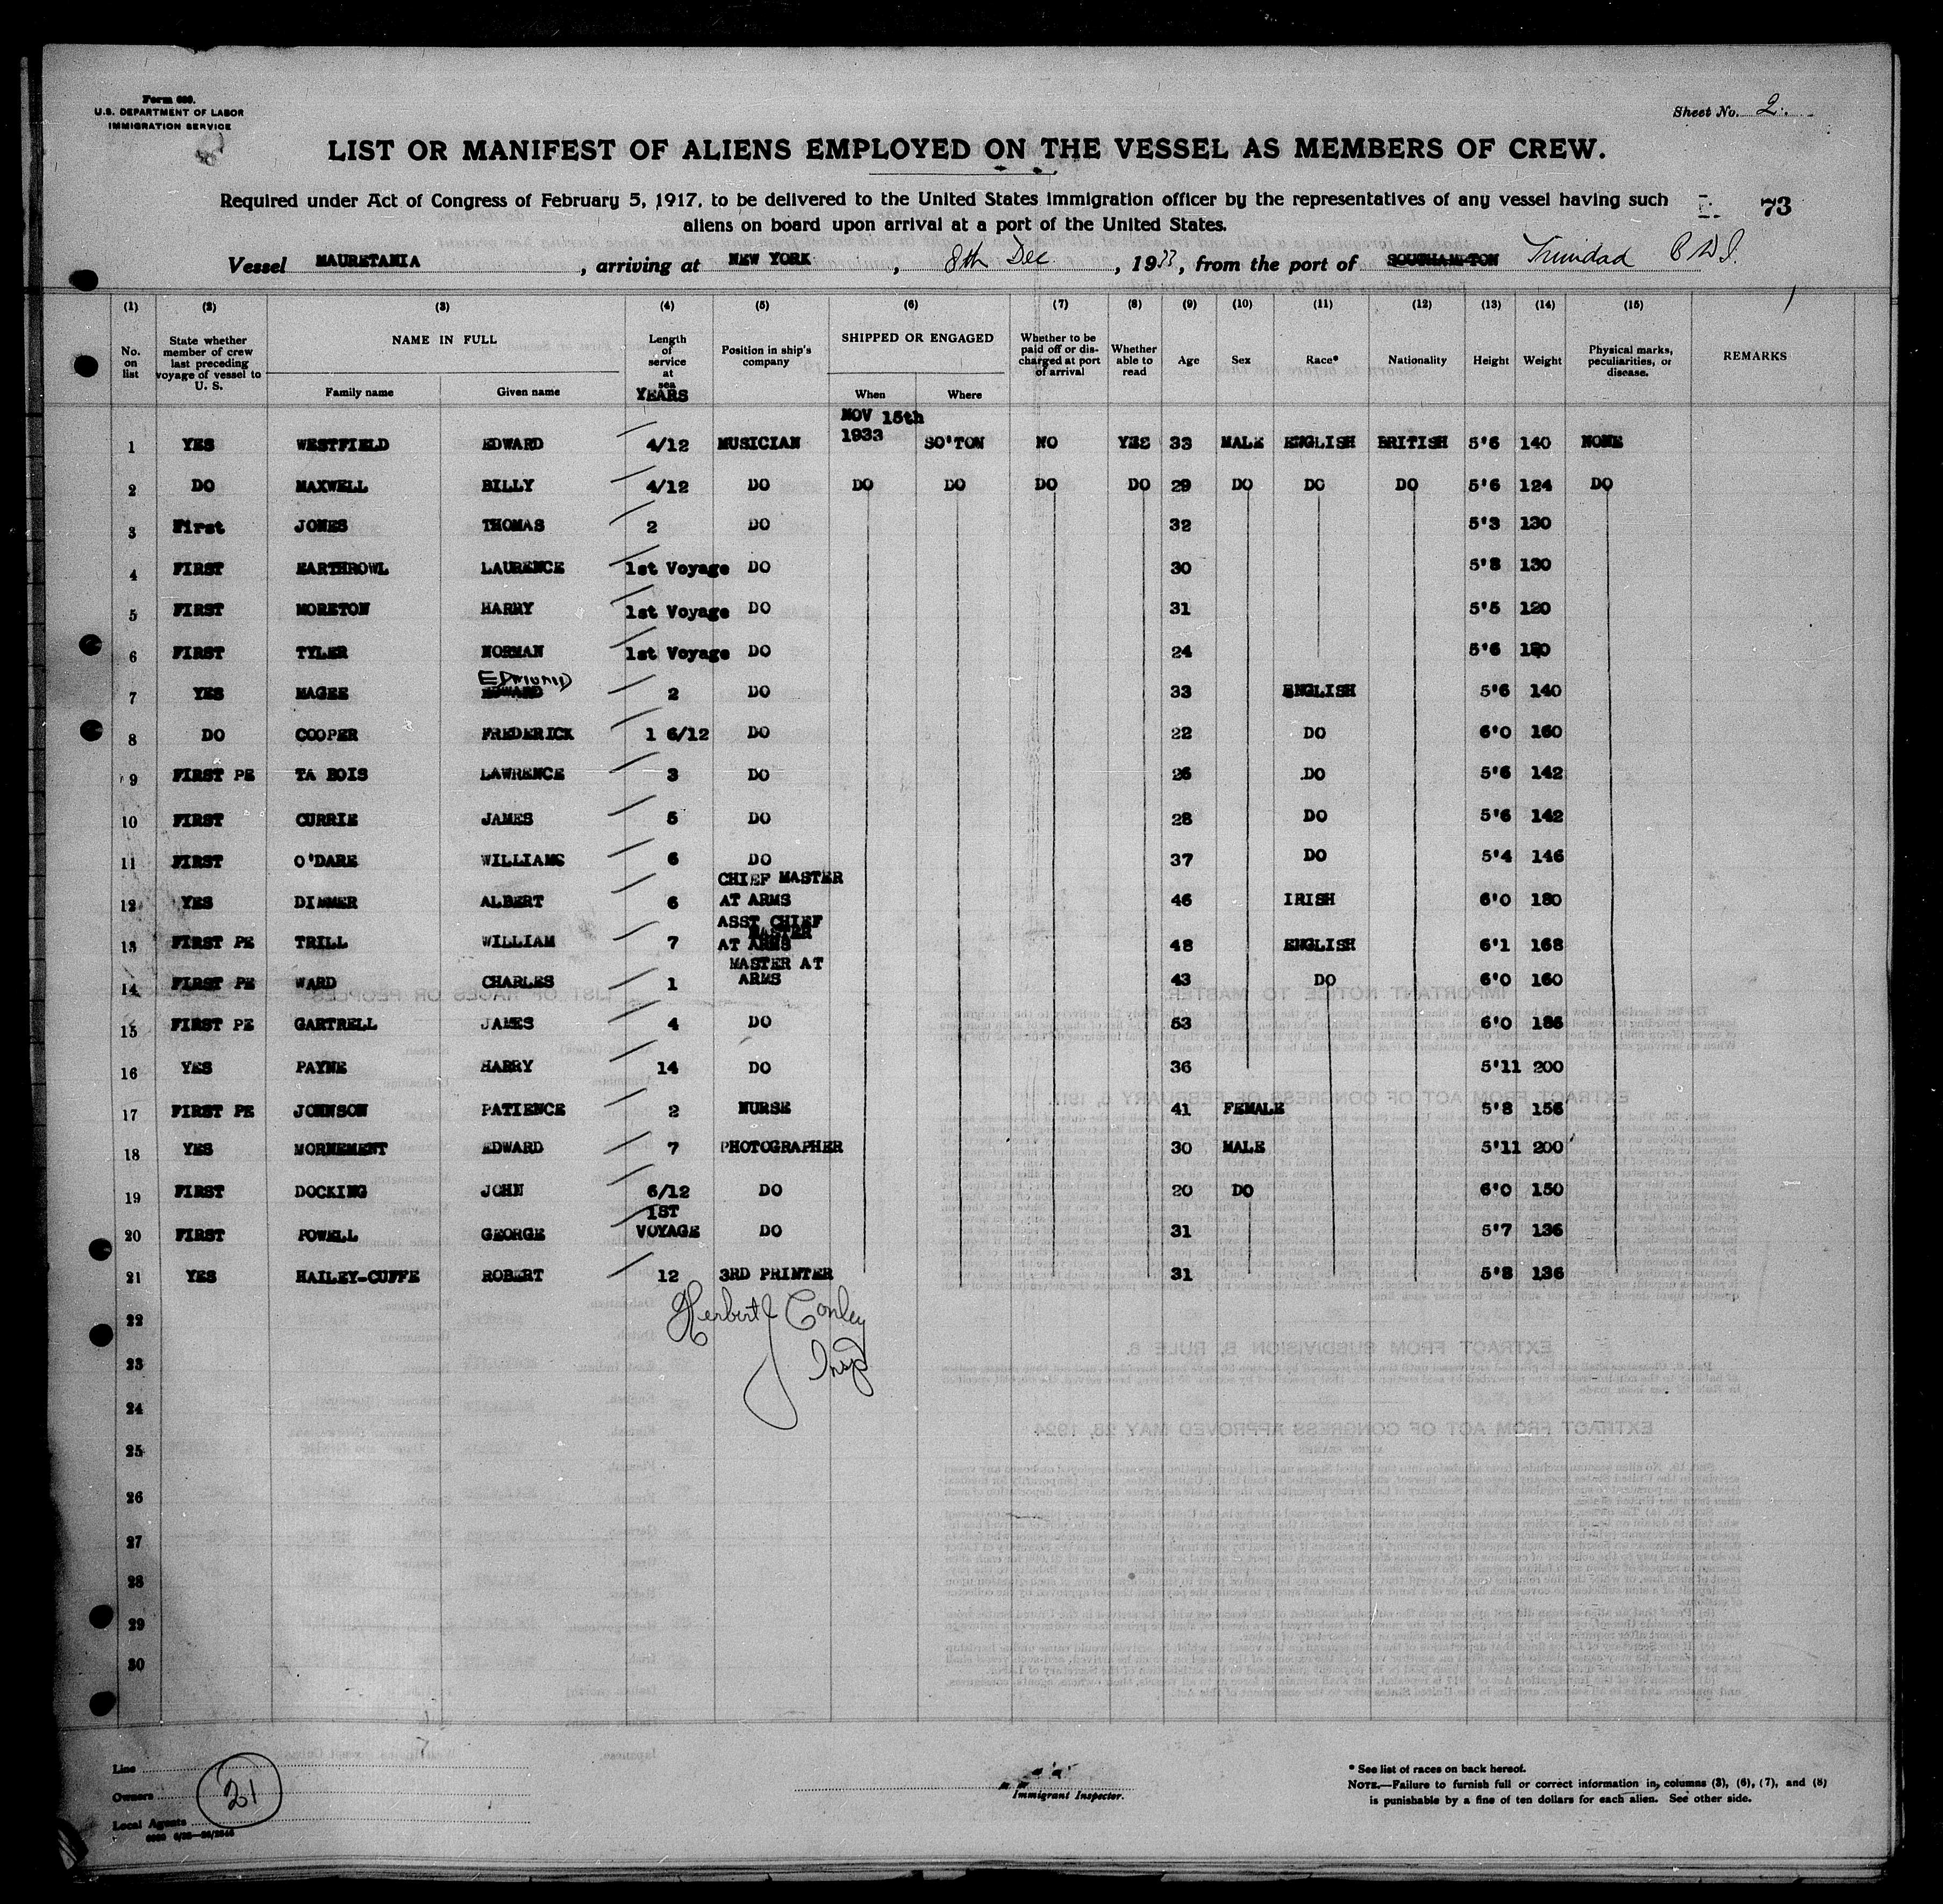 Form 680.
U.S. DEPARTMENT OF LABOR
IMMIGRATION SERVICE
Sheet No. 2.
LIST OR MANIFEST OF ALIENS EMPLOYED ON THE VESSEL AS MEMBERS OF CREW.
Required under Act of Congress of February 5, 1917, to be delivered to the United States immigration officer by the representatives of any vessel having such
aliens on board upon arrival at a port of the United States.
73
Vessel MAURETANIA, arriving at NEW YORK, 8th Dec, 1933, from the port of SOUTHAMPTON Trinidad B W I.
(1) (2) (3) (4) (5) (6) (7) (8) (9) (10) (11) (12) (13) (14) (15)
No. on list
State whether member of crew last preceding voyage of vessel to U. S.
NAME IN FULL
Family name Given name
Length of service at sea
YEARS
Position in ship's company
SHIPPED OR ENGAGED
When Where
Whether to be paid off or discharged at port of arrival
Whether able to read
Age Sex Race* Nationality Height Weight
Physical marks, peculiarities, or disease.
REMARKS
NOV 15th
1 YES WESTFIELD EDWARD 4/12 MUSICIAN 1933 SO'TON NO YES 33 MALE ENGLISH BRITISH 5'6 140 NONE
2 DO MAXWELL BILLY 4/12 DO DO DO DO DO 29 DO DO DO 5'6 124 DO
3 First JONES THOMAS 2 DO 32 5'3 130
4 FIRST EARTHROWL LAURENCE 1st Voyage DO 30 5'8 130
5 FIRST MORETON HARRY 1st Voyage DO 31 5'5 120
6 FIRST TYLER NORMAN 1st Voyage DO 24 5'6
EDMUND
7 YES MAGEE EDWARD 2 DO 33 ENGLISH 5'6 140
8 DO COOPER FREDERICK 1 6/12 DO 22 DO 6'0 160
9 FIRST PE TA BOIS LAWRENCE 3 DO 26 DO 5'6 142
10 FIRST CURRIE JAMES 5 DO 28 DO 5'6 142
11 FIRST O'DARE WILLIAMS 6 DO 37 DO 5'4 146
CHIEF MASTER
12 YES DIMMER ALBERT 6 AT ARMS 46 IRISH 6'0 180
ASST CHIEF
MASTER
13 FIRST PE TRILL WILLIAM 7 AT ARMS 48 ENGLISH 6'1 168
MASTER AT
14 FIRST PE WARD CHARLES 1 ARMS 43 DO 6'0 160
15 FIRST PE GARTRELL JAMES 4 DO 53 6'0 186
16 YES PAYNE HARRY 14 DO 36 5'11 200
17 FIRST PE JOHNSON PATIENCE 2 NURSE 41 FEMALE 5'8 156
18 YES MORNEMENT EDWARD 7 PHOTOGRAPHER 30 MALE 5'11 200
19 FIRST DOCKING JOHN 6/12 DO 20 DO 6'0 150
1ST
20 FIRST POWELL GEORGE VOYAGE DO 31 5'7 136
21 YES HAILEY-CUFFE ROBERT 12 3RD PRINTER 31 5'8 136
22
Herbert J Conley
23
Insp
24
25
26
27
28
29
30
Line
Owners
21
Local Agents
Immigrant Inspector.
* See list of races on back hereof.
NOTE.—Failure to furnish full or correct information in columns (3), (6), (7), and (8)
is punishable by a fine of ten dollars for each alien. See other side.